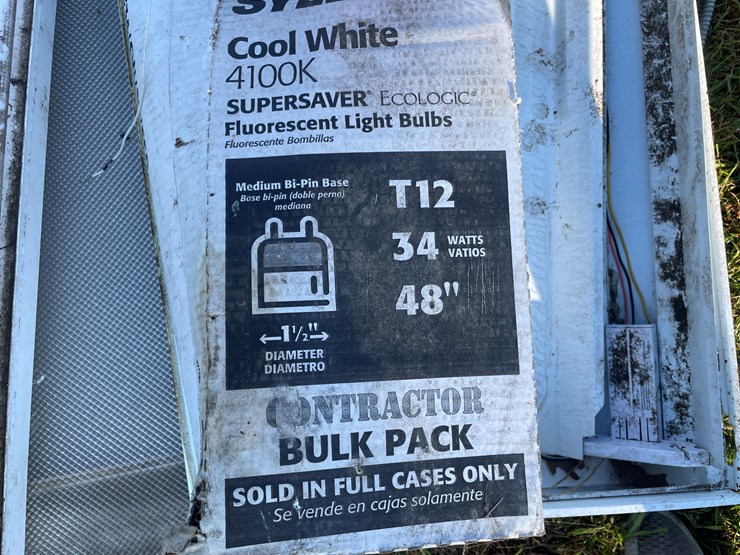 Cool White
4100K
SUPERSAVER® ECOLOGIC®
Fluorescent Light Bulbs
Fluorescente Bombillas
Medium Bi-Pin Base
Base bi-pin (doble perno)
mediana
T12
34 WATTS
VATIOS
48"
←1½"→
DIAMETER
DIAMETRO
CONTRACTOR
BULK PACK
SOLD IN FULL CASES ONLY
Se vende en cajas solamente